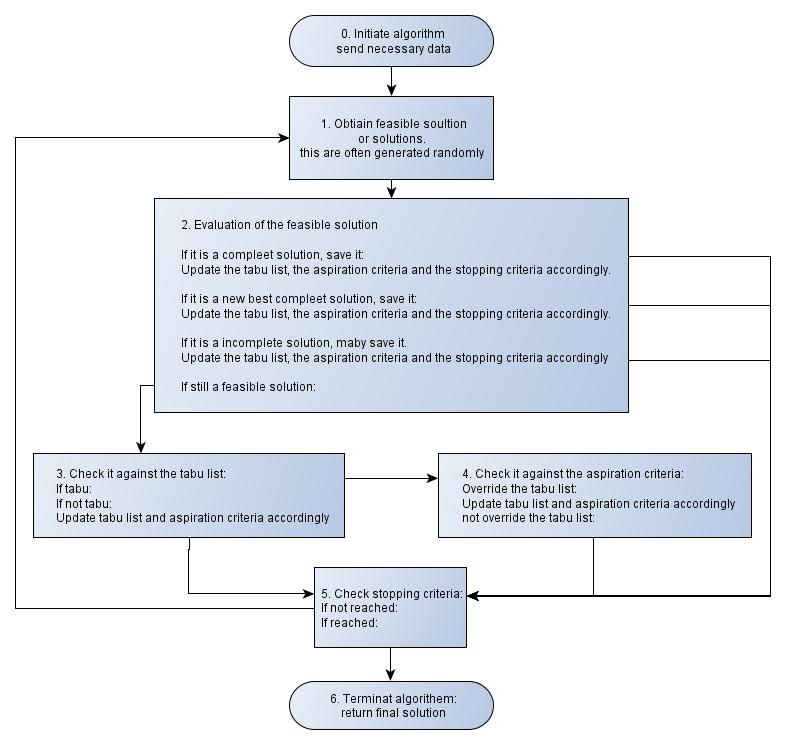 0. Initiate algorithm
send necessary data
1. Obtiain feasible soultion
or solutions.
this are often generated randomly
2. Evaluation of the feasible solution
If it is a compleet solution, save it:
Update the tabu list, the aspiration criteria and the stopping criteria accordingly.
If it is a new best compleet solution, save it:
Update the tabu list, the aspiration criteria and the stopping criteria accordingly.
If it is a incomplete solution, maby save it.
Update the tabu list, the aspiration criteria and the stopping criteria accordingly
If still a feasible solution:
3. Check it against the tabu list:
If tabu:
If not tabu:
Update tabu list and aspiration criteria accordingly
4. Check it against the aspiration criteria:
Override the tabu list:
Update tabu list and aspiration criteria accordingly
not override the tabu list:
5. Check stopping criteria:
If not reached:
If reached:
6. Terminat algorithem:
return final solution